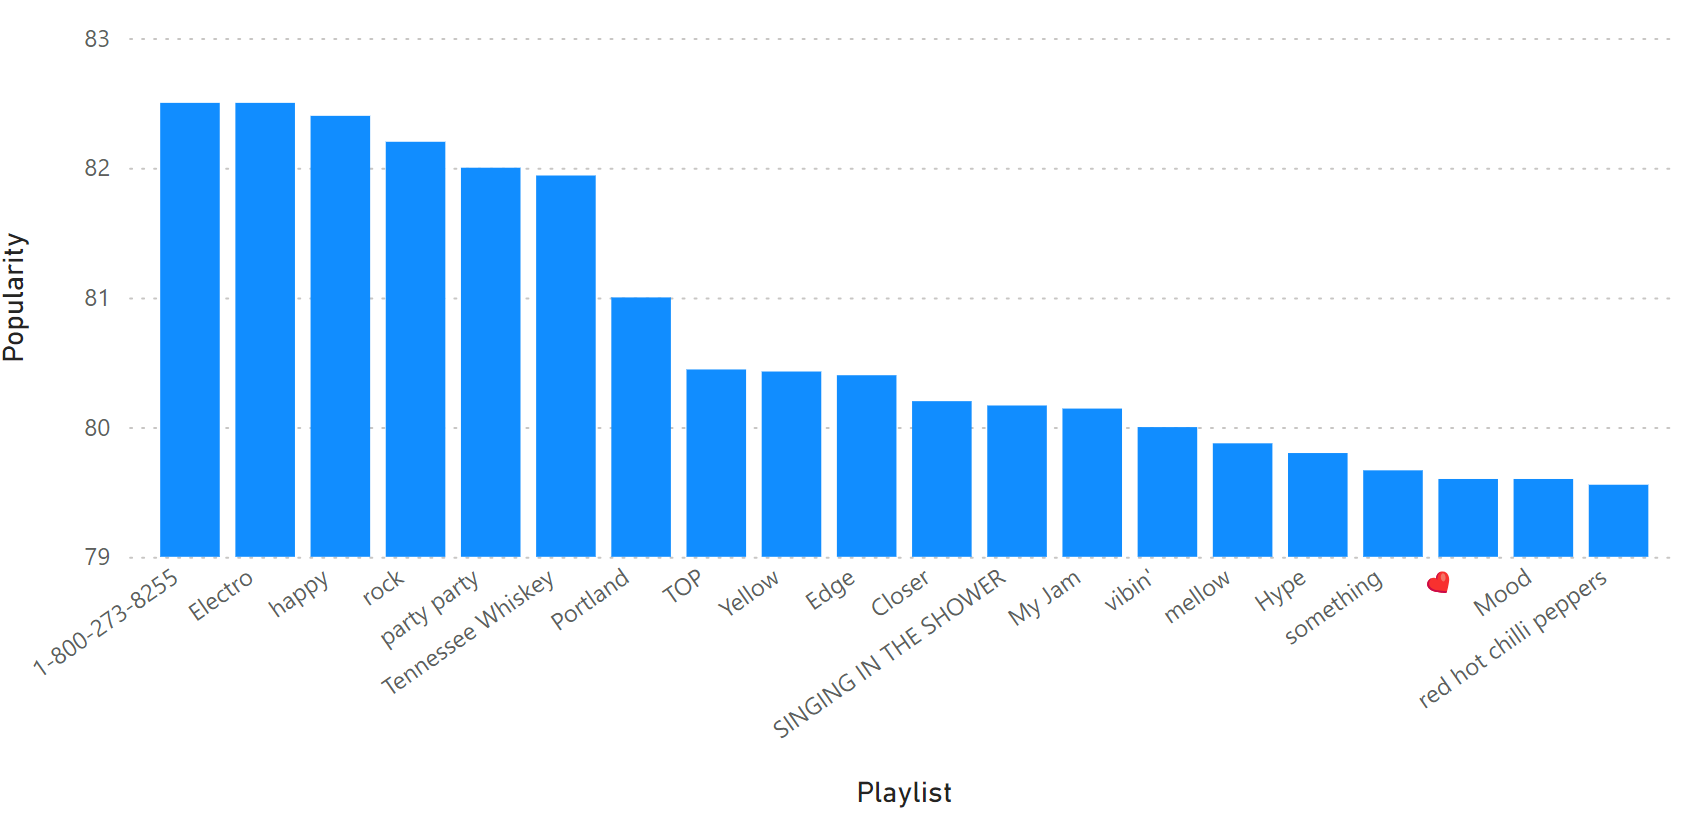 83
82
81
80
79
Popularity
1-800-273-8255
Electro
happy
rock
party party
Tennessee Whiskey
Portland
TOP
Yellow
Edge
Closer
SINGING IN THE SHOWER
My Jam
vibin'
mellow
Hype
something
❤
Mood
red hot chilli peppers
Playlist